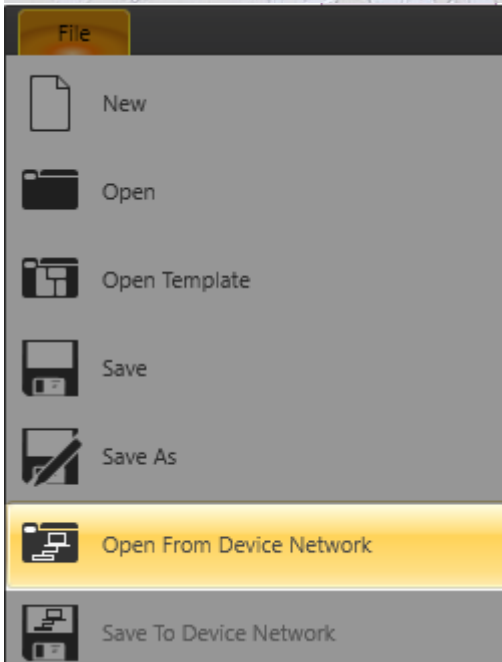 File
New
Open
Open Template
Save
Save As
Open From Device Network
Save To Device Network